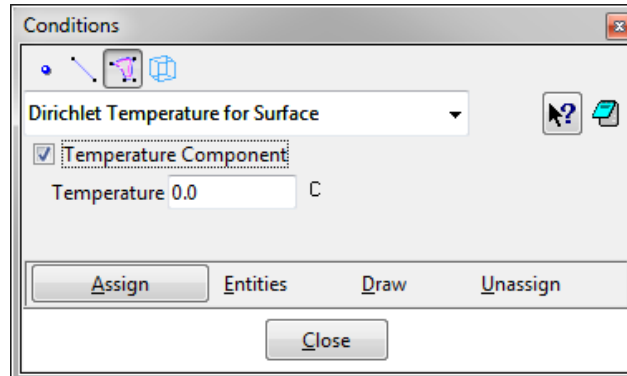 Conditions
Dirichlet Temperature for Surface
Temperature Component
Temperature 0.0 C
Assign Entities Draw Unassign
Close